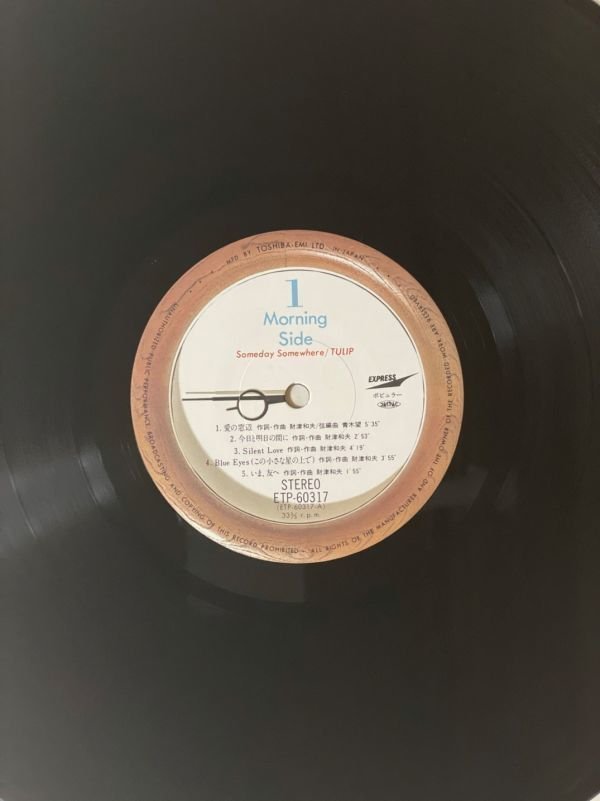 MFD BY TOSHIBA-EMI LTD. IN JAPAN
1
Morning
Side
Someday Somewhere/TULIP
EXPRESS
ポピュラー
1. 愛の窓辺 作詞・作曲 財津和夫/弦編曲 青木望 5′35″
2. 今日と明日の間に 作詞・作曲 財津和夫 2′53″
3. Silent Love 作詞・作曲 財津和夫 4′19″
4. Blue Eyes(この小さな星の上で) 作詞・作曲 財津和夫 3′55″
5. いま、友へ 作詞・作曲 財津和夫 1′55″
STEREO
ETP-60317
(ETP-60317-A)
33⅓ r.p.m.
UNAUTHORIZED PUBLIC PERFORMANCE BROADCASTING AND COPYING OF THIS RECORD PROHIBITED - ALL RIGHTS OF THE MANUFACTURER AND OF THE OWNER OF THE RECORDED WORK ARE RESERVED